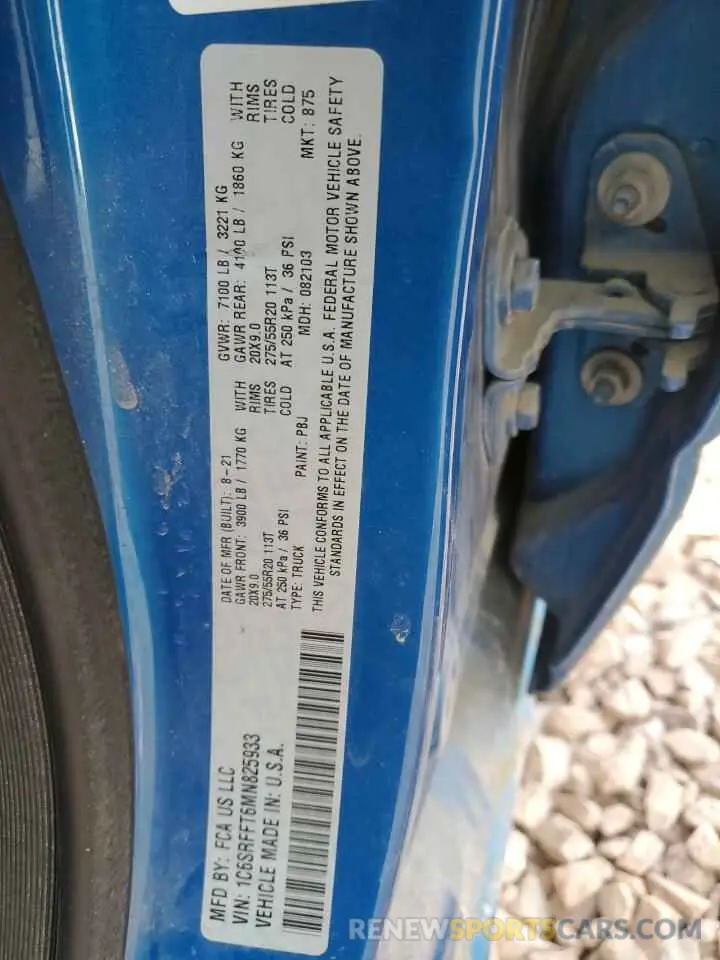 MFD BY: FCA US LLC
DATE OF MFR (BUILT): 8-21
GVWR: 7100 LB / 3221 KG
GAWR FRONT: 3900 LB / 1770 KG WITH
20X9.0 RIMS
275/55R20 113T TIRES
AT 250 kPa / 36 PSI COLD
GAWR REAR: 4100 LB / 1860 KG WITH
20X9.0 RIMS
275/55R20 113T TIRES
AT 250 kPa / 36 PSI COLD
VIN: 1C6SRFFT6MN825933
TYPE: TRUCK
PAINT: PBJ
MDH: 082103
MKT: 875
VEHICLE MADE IN: U.S.A.
THIS VEHICLE CONFORMS TO ALL APPLICABLE U.S.A. FEDERAL MOTOR VEHICLE SAFETY
STANDARDS IN EFFECT ON THE DATE OF MANUFACTURE SHOWN ABOVE.
RENEWSPORTSCAR.COM